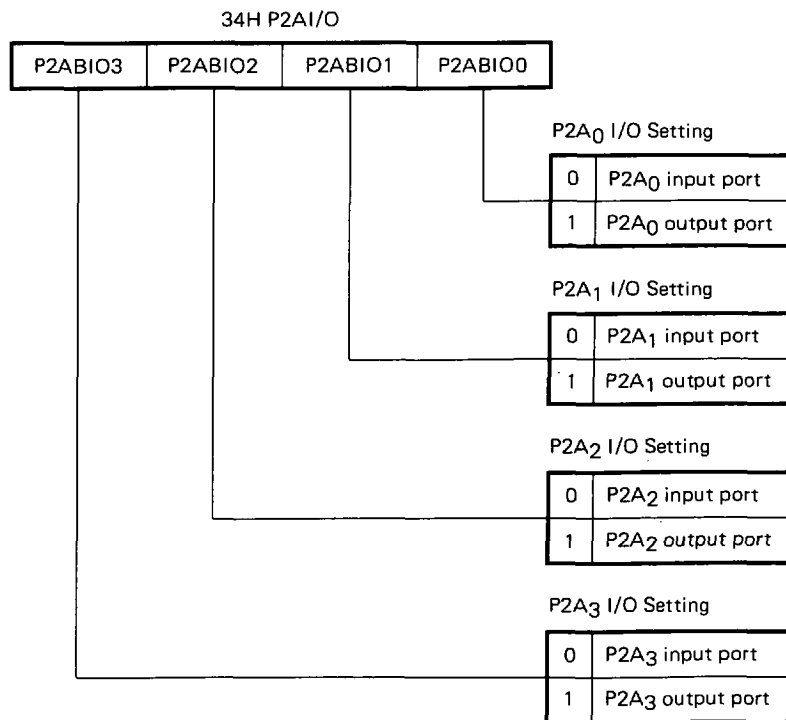 34H P2AI/O
P2ABIO3 P2ABIO2 P2ABIO1 P2ABIO0
P2A0 I/O Setting
0 P2A0 input port
1 P2A0 output port
P2A1 I/O Setting
0 P2A1 input port
1 P2A1 output port
P2A2 I/O Setting
0 P2A2 input port
1 P2A2 output port
P2A3 I/O Setting
0 P2A3 input port
1 P2A3 output port